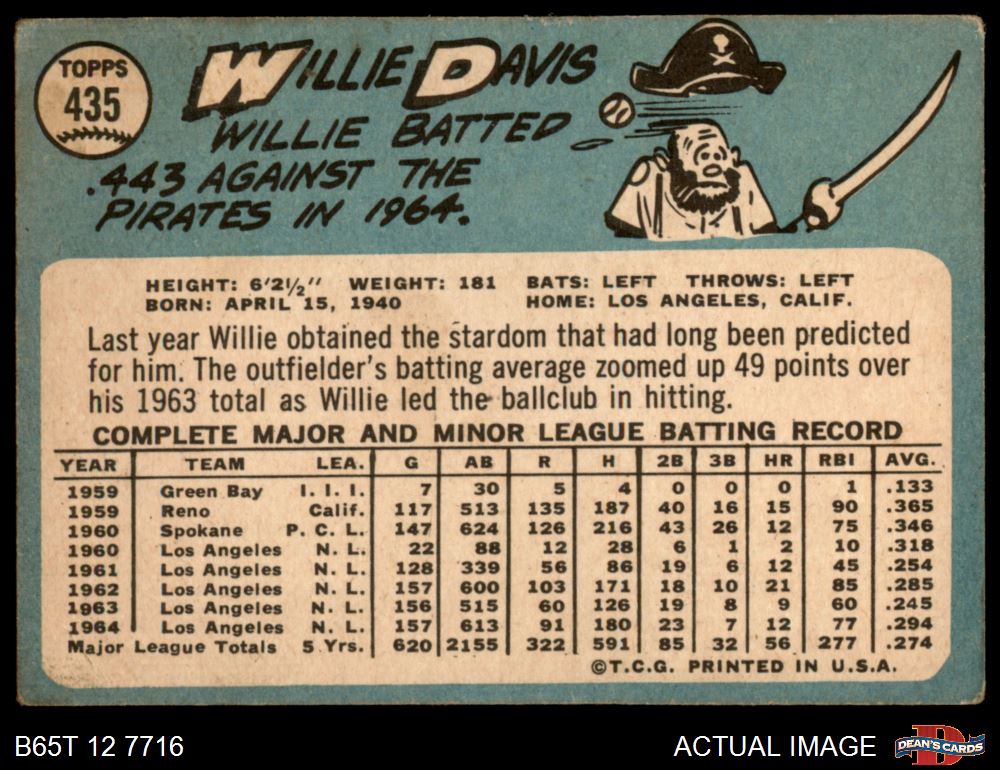 TOPPS
435
WILLIE DAVIS
WILLIE BATTED
.443 AGAINST THE
PIRATES IN 1964.
HEIGHT: 6'2½" WEIGHT: 181 BATS: LEFT THROWS: LEFT
BORN: APRIL 15, 1940 HOME: LOS ANGELES, CALIF.
Last year Willie obtained the stardom that had long been predicted
for him. The outfielder's batting average zoomed up 49 points over
his 1963 total as Willie led the ballclub in hitting.
COMPLETE MAJOR AND MINOR LEAGUE BATTING RECORD
YEAR TEAM LEA. G AB R H 2B 3B HR RBI AVG.
1959 Green Bay I. I. I. 7 30 5 4 0 0 0 1 .133
1959 Reno Calif. 117 513 135 187 40 16 15 90 .365
1960 Spokane P. C. L. 147 624 126 216 43 26 12 75 .346
1960 Los Angeles N. L. 22 88 12 28 6 1 2 10 .318
1961 Los Angeles N. L. 128 339 56 86 19 6 12 45 .254
1962 Los Angeles N. L. 157 600 103 171 18 10 21 85 .285
1963 Los Angeles N. L. 156 515 60 126 19 8 9 60 .245
1964 Los Angeles N. L. 157 613 91 180 23 7 12 77 .294
Major League Totals 5 Yrs. 620 2155 322 591 85 32 56 277 .274
©T.C.G. PRINTED IN U.S.A.
B65T 12 7716 ACTUAL IMAGE DEAN'S CARDS